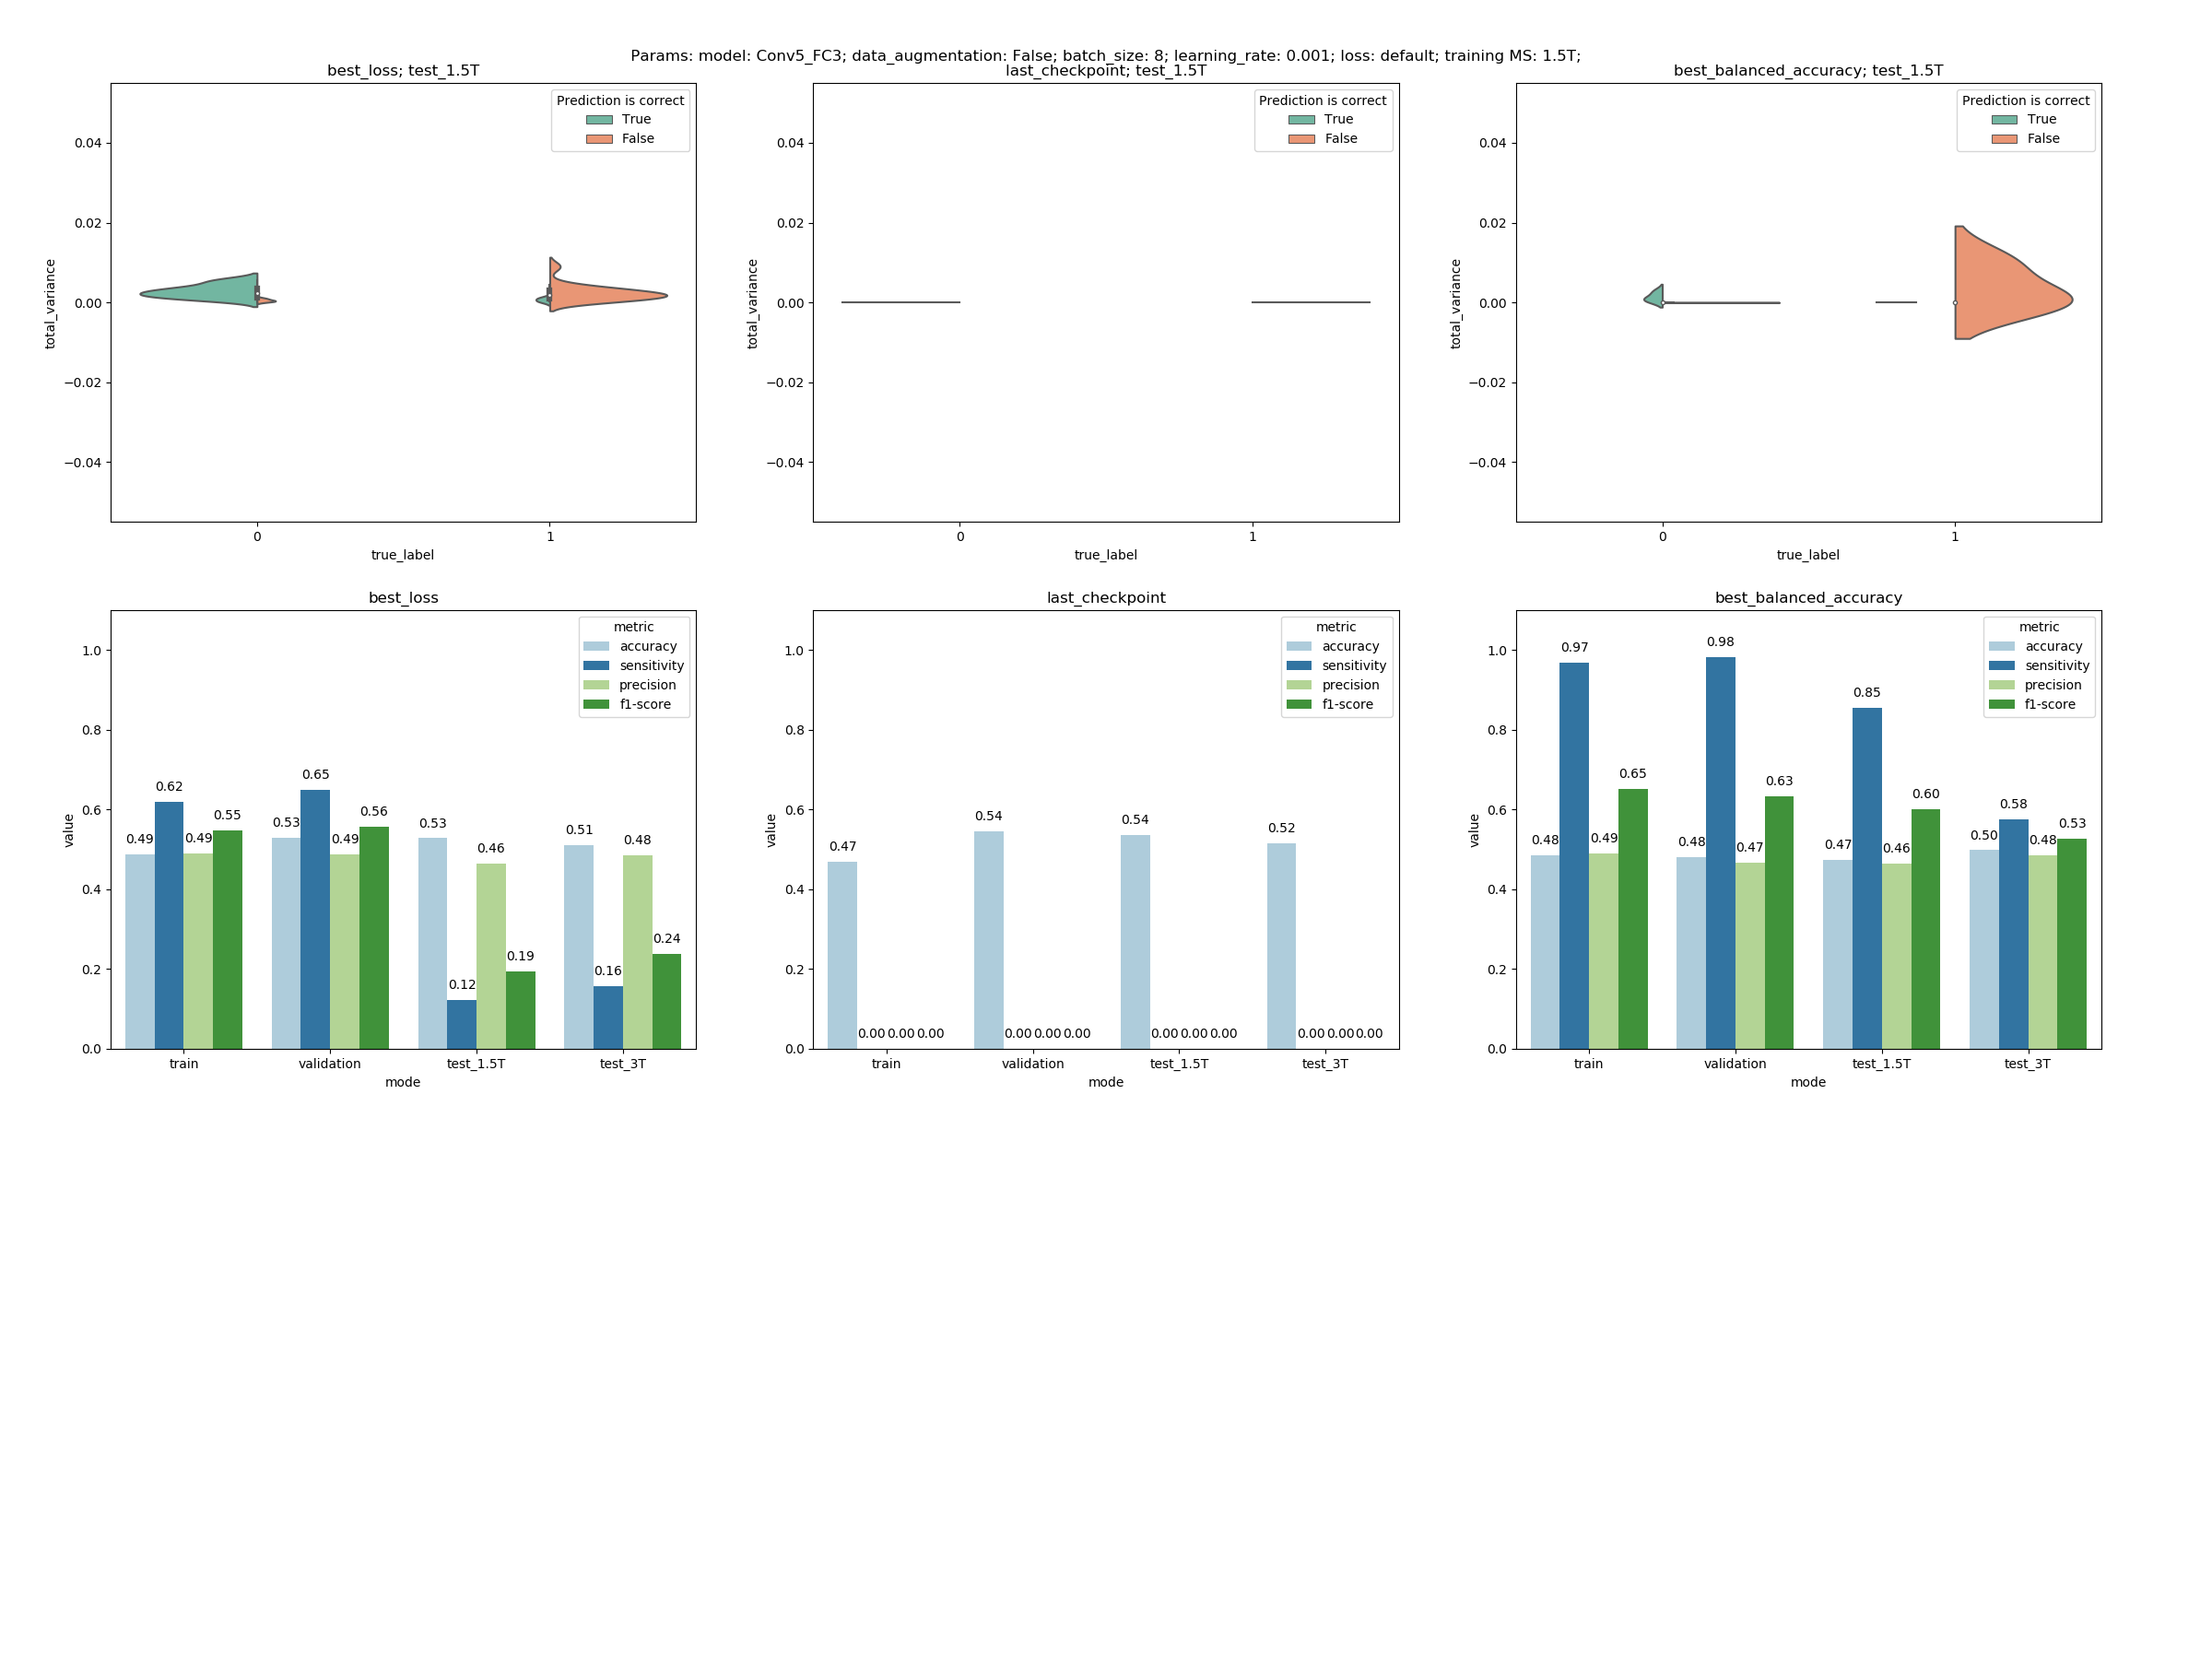 Params: model: Conv5_FC3; data_augmentation: False; batch_size: 8; learning_rate: 0.001; loss: default; training MS: 1.5T;
best_loss; test_1.5T
Prediction is correct
True
False
0.04
0.02
0.00
−0.02
−0.04
total_variance
0
1
true_label
last_checkpoint; test_1.5T
Prediction is correct
True
False
0.04
0.02
0.00
−0.02
−0.04
total_variance
0
1
true_label
best_balanced_accuracy; test_1.5T
Prediction is correct
True
False
0.04
0.02
0.00
−0.02
−0.04
total_variance
0
1
true_label
best_loss
metric
accuracy
sensitivity
precision
f1-score
1.0
0.8
0.6
0.4
0.2
0.0
value
0.49 0.62 0.49 0.55
0.53 0.65 0.49 0.56
0.53 0.12 0.46 0.19
0.51 0.16 0.48 0.24
train validation test_1.5T test_3T
mode
last_checkpoint
metric
accuracy
sensitivity
precision
f1-score
1.0
0.8
0.6
0.4
0.2
0.0
value
0.47 0.00 0.00 0.00
0.54 0.00 0.00 0.00
0.54 0.00 0.00 0.00
0.52 0.00 0.00 0.00
train validation test_1.5T test_3T
mode
best_balanced_accuracy
metric
accuracy
sensitivity
precision
f1-score
1.0
0.8
0.6
0.4
0.2
0.0
value
0.48 0.97 0.49 0.65
0.48 0.98 0.47 0.63
0.47 0.85 0.46 0.60
0.50 0.58 0.48 0.53
train validation test_1.5T test_3T
mode